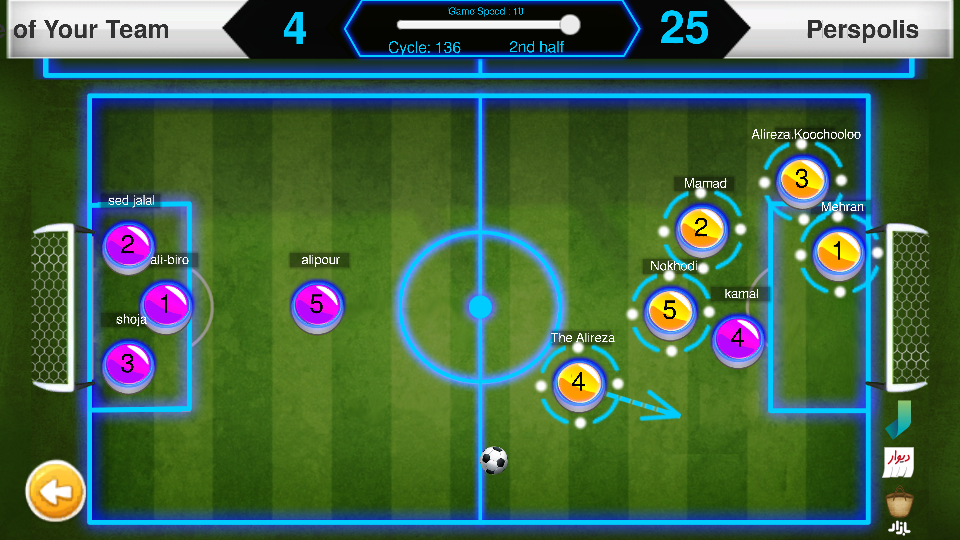 of Your Team
4
Game Speed : 10
Cycle: 136
2nd half
25
Perspolis
Alireza.Koochooloo
3
Mamad
2
sed jalal
2
Mehran
1
ali-biro
1
alipour
5
Nokhodi
5
kamal
4
shoja
3
The Alireza
4
دیوار
بازار